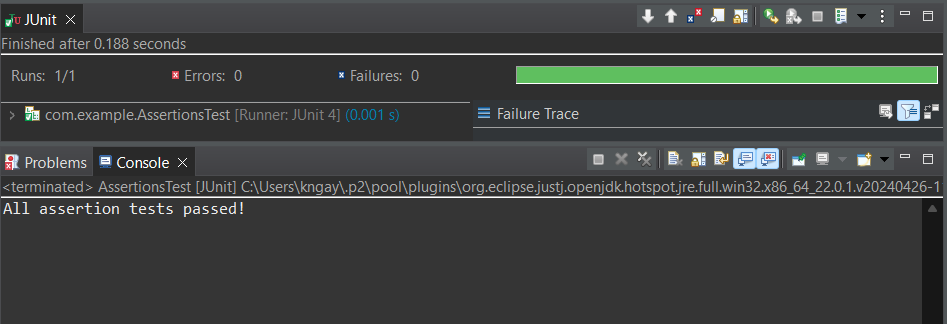 JUnit
Finished after 0.188 seconds
Runs: 1/1 Errors: 0 Failures: 0
com.example.AssertionsTest [Runner: JUnit 4] (0.001 s)
Failure Trace
Problems Console
<terminated> AssertionsTest [JUnit] C:\Users\kngay\.p2\pool\plugins\org.eclipse.justj.openjdk.hotspot.jre.full.win32.x86_64_22.0.1.v20240426-1
All assertion tests passed!